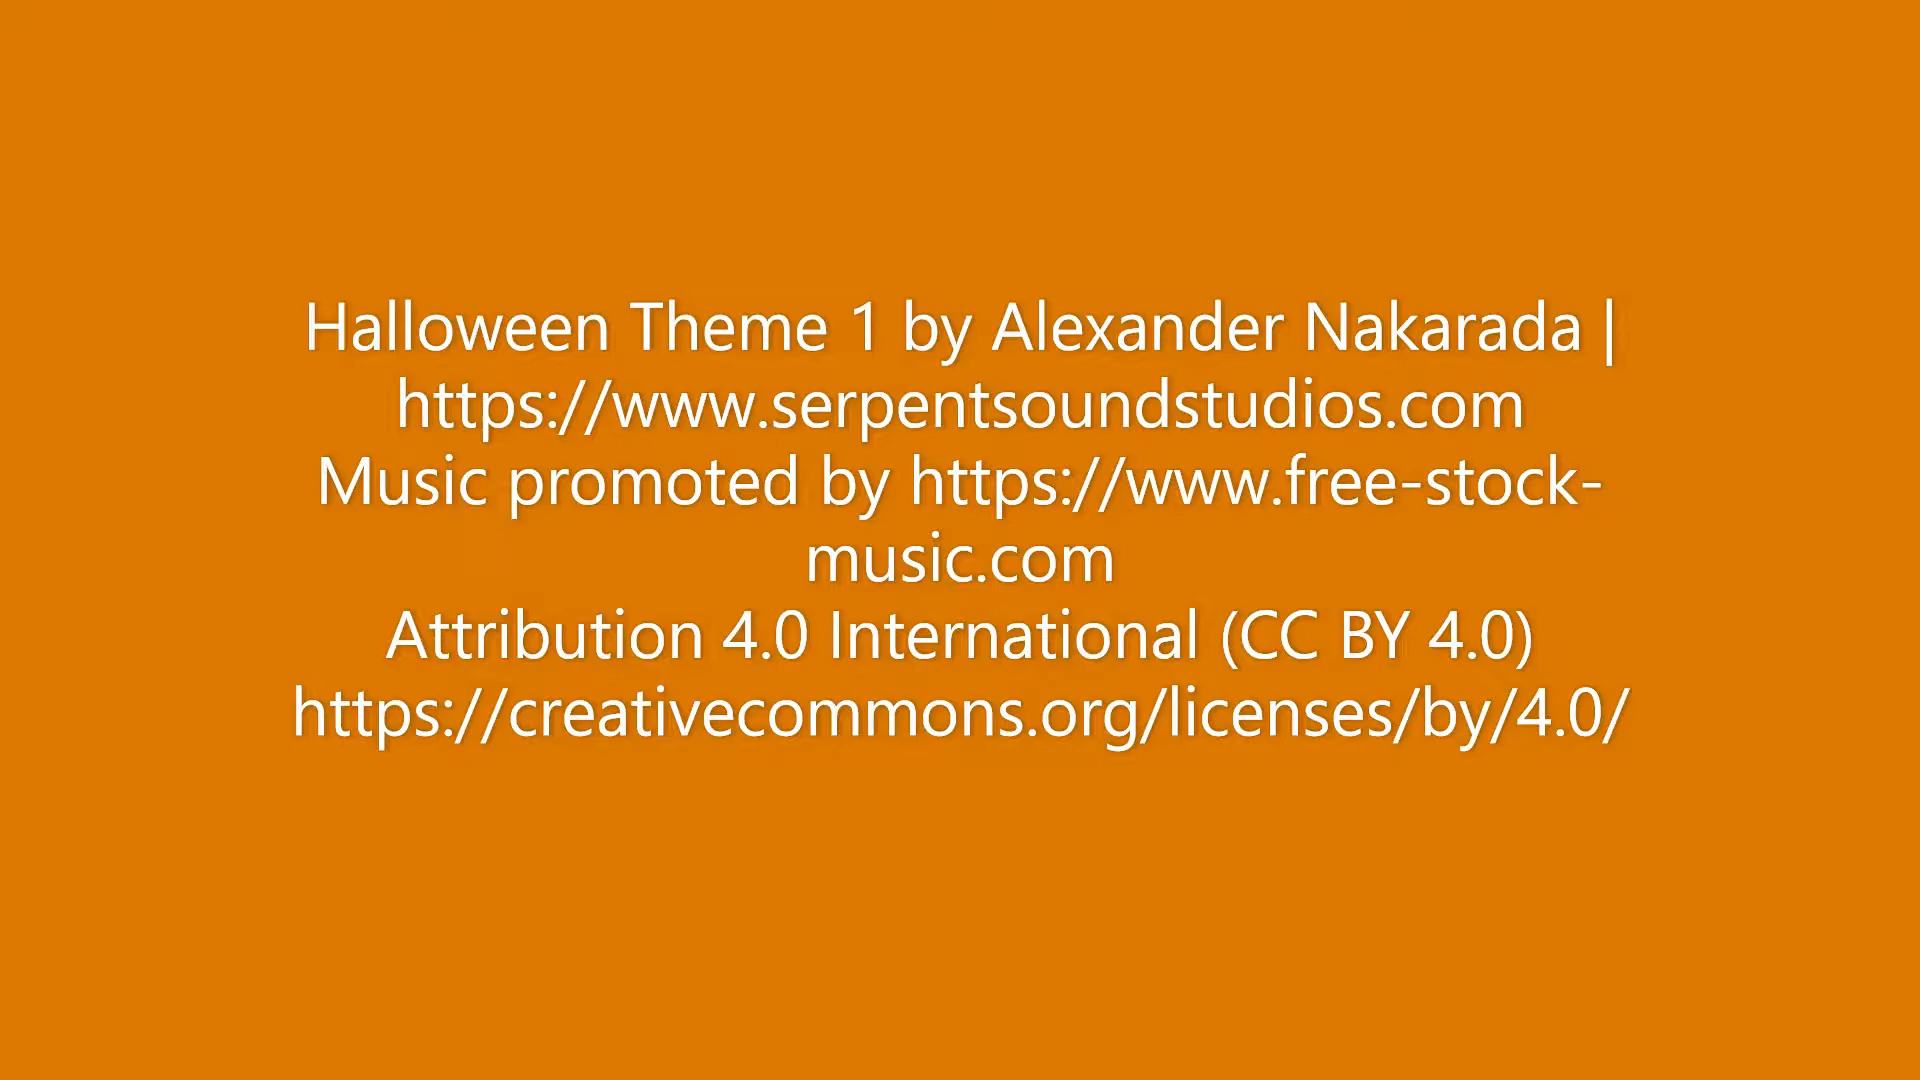 Halloween Theme 1 by Alexander Nakarada |
https://www.serpentsoundstudios.com
Music promoted by https://www.free-stock-
music.com
Attribution 4.0 International (CC BY 4.0)
https://creativecommons.org/licenses/by/4.0/